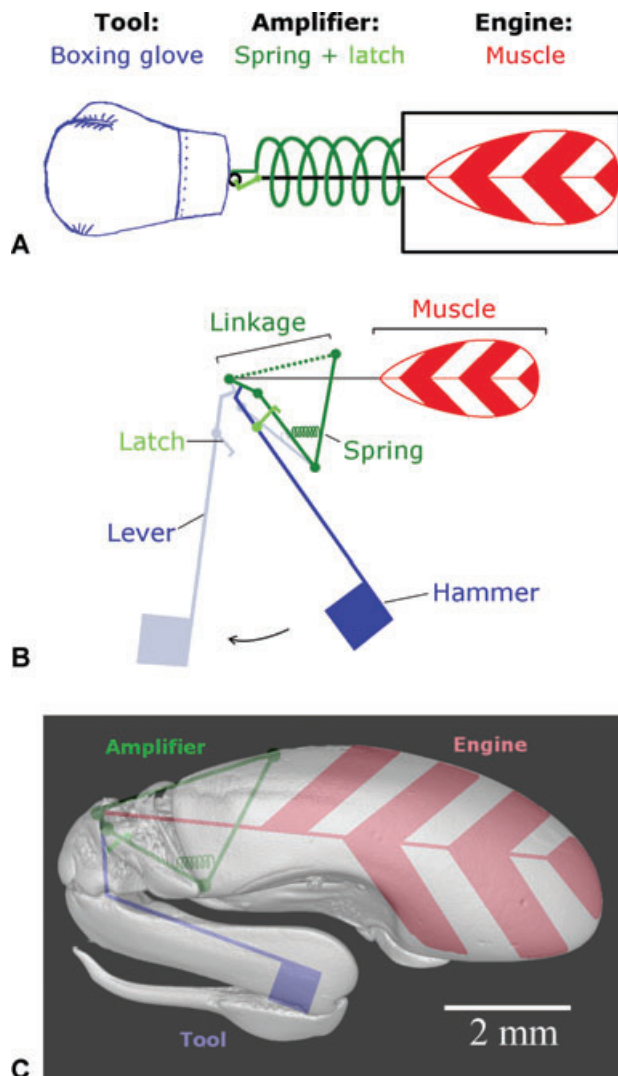 Tool: Amplifier: Engine:
Boxing glove Spring + latch Muscle
A
Muscle
Linkage
Latch
Spring
Lever
Hammer
B
Amplifier Engine
Tool
2 mm
C